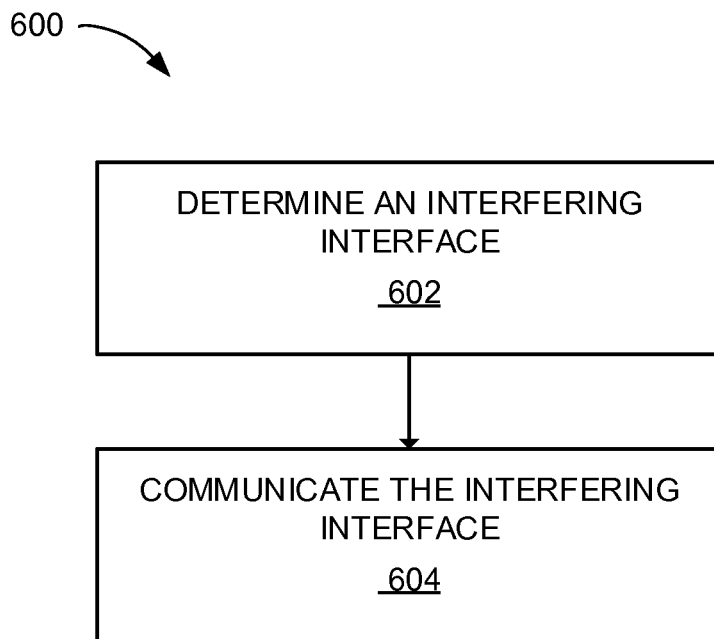 600
DETERMINE AN INTERFERING
INTERFACE
602
COMMUNICATE THE INTERFERING
INTERFACE
604